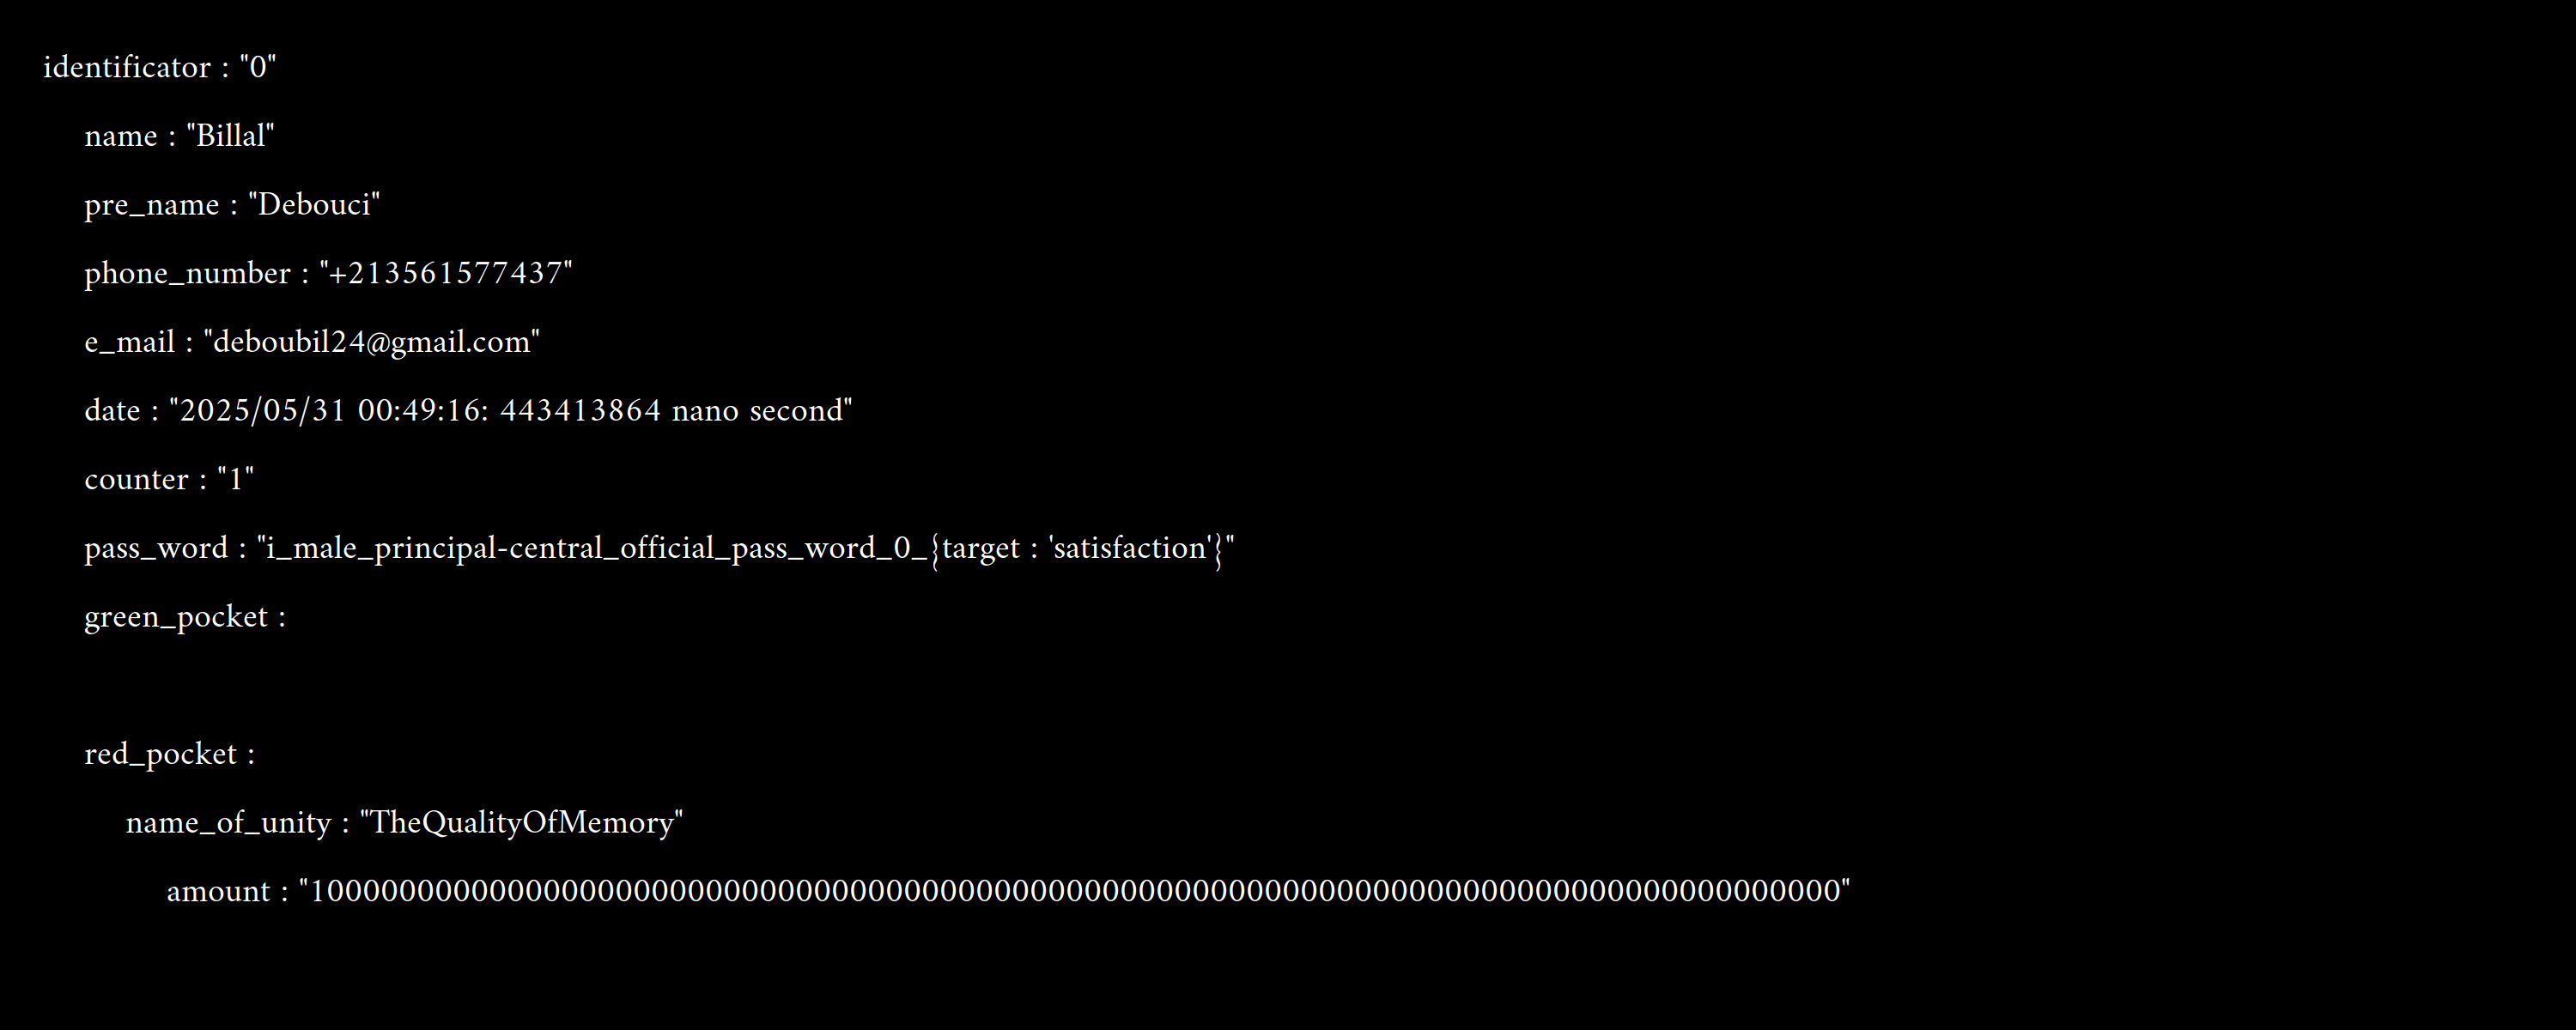 identificator : "0"
name : "Billal"
pre_name : "Debouci"
phone_number : "+213561577437"
e_mail : "deboubil24@gmail.com"
date : "2025/05/31 00:49:16: 443413864 nano second"
counter : "1"
pass_word : "i_male_principal-central_official_pass_word_0_{target : 'satisfaction'}"
green_pocket :
red_pocket :
name_of_unity : "TheQualityOfMemory"
amount : "1000000000000000000000000000000000000000000000000000000000000000000000000000000000000"